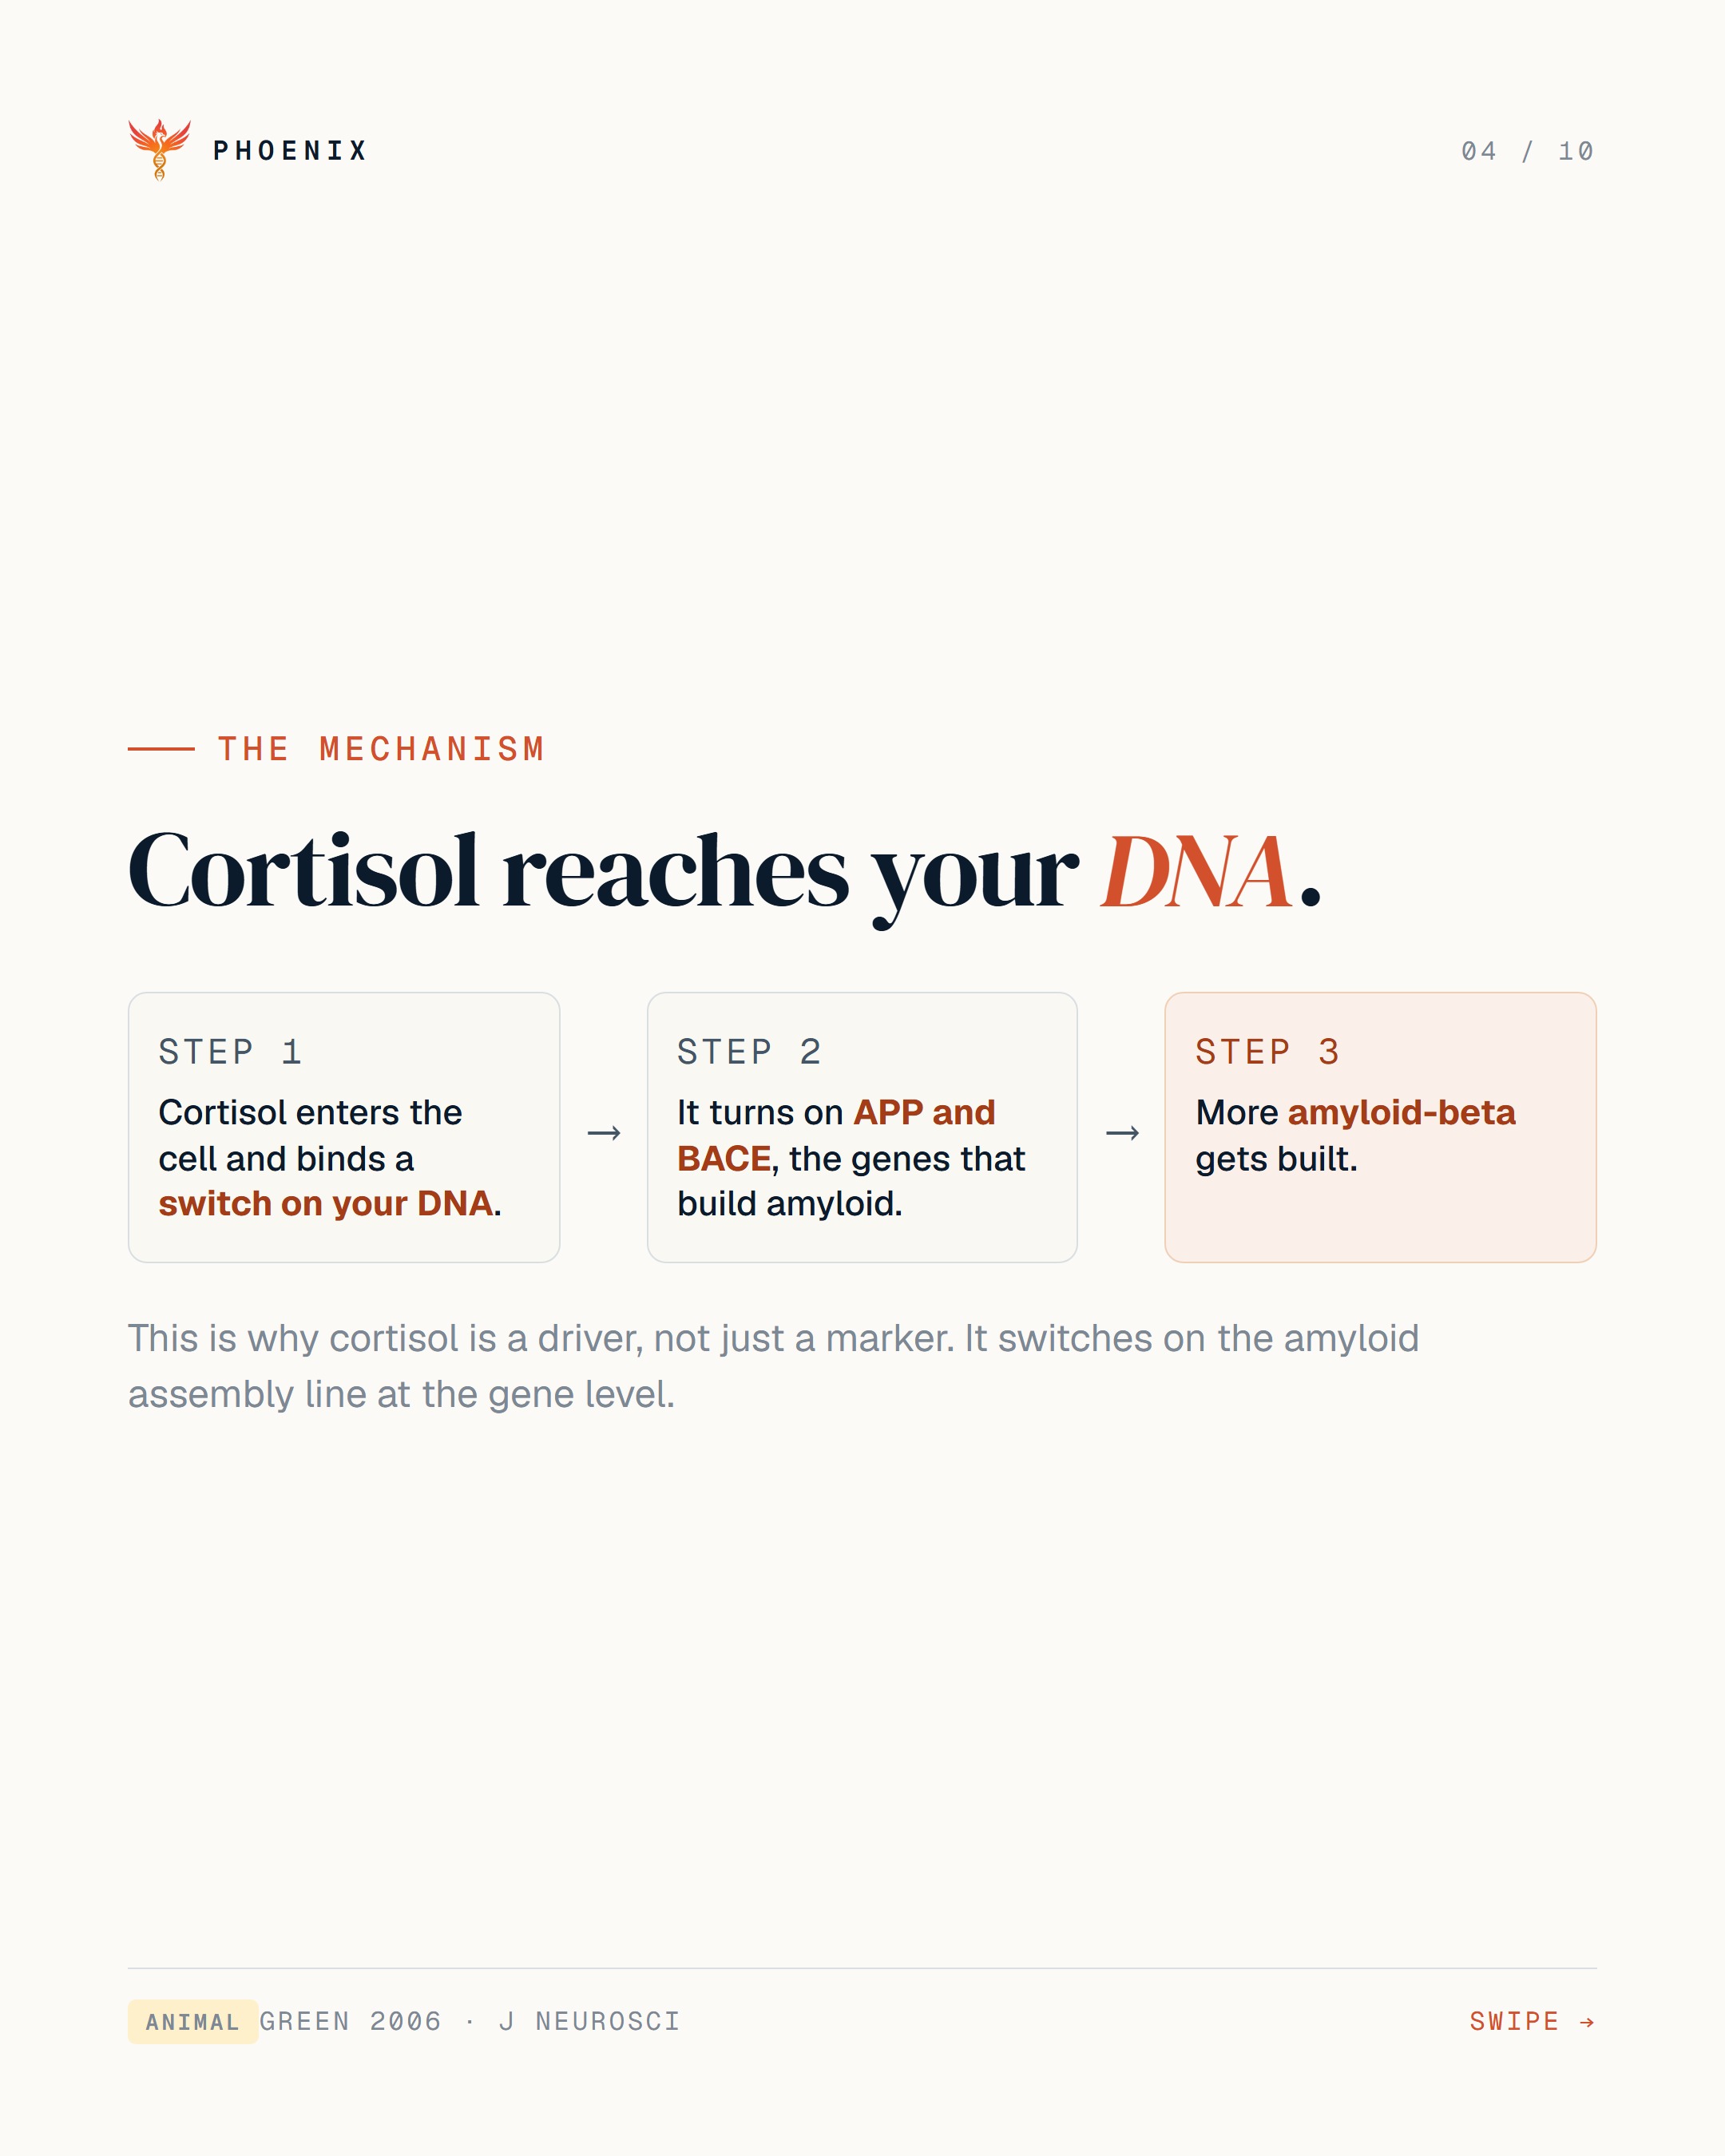 PHOENIX
04 / 10
THE MECHANISM
Cortisol reaches your DNA.
STEP 1
Cortisol enters the
cell and binds a
switch on your DNA.
→
STEP 2
It turns on APP and
BACE, the genes that
build amyloid.
→
STEP 3
More amyloid-beta
gets built.
This is why cortisol is a driver, not just a marker. It switches on the amyloid
assembly line at the gene level.
ANIMAL GREEN 2006 · J NEUROSCI
SWIPE →